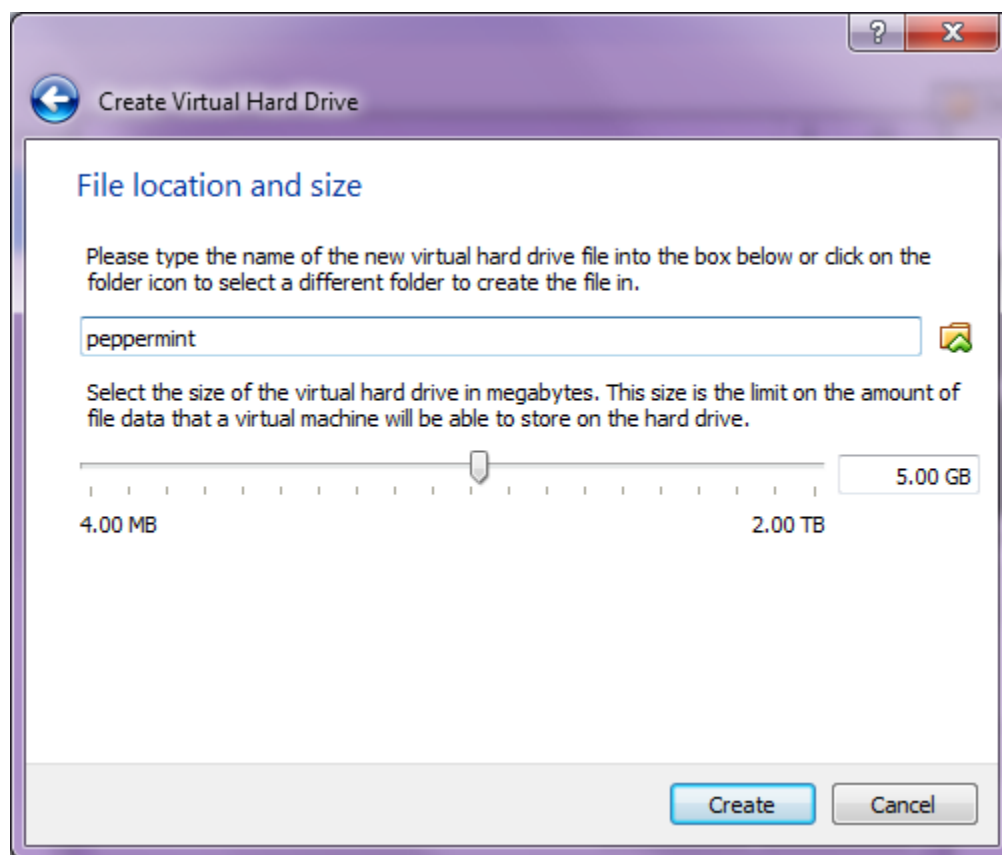 ?
Create Virtual Hard Drive
File location and size
Please type the name of the new virtual hard drive file into the box below or click on the
folder icon to select a different folder to create the file in.
peppermint
Select the size of the virtual hard drive in megabytes. This size is the limit on the amount of
file data that a virtual machine will be able to store on the hard drive.
5.00 GB
4.00 MB 2.00 TB
Create Cancel